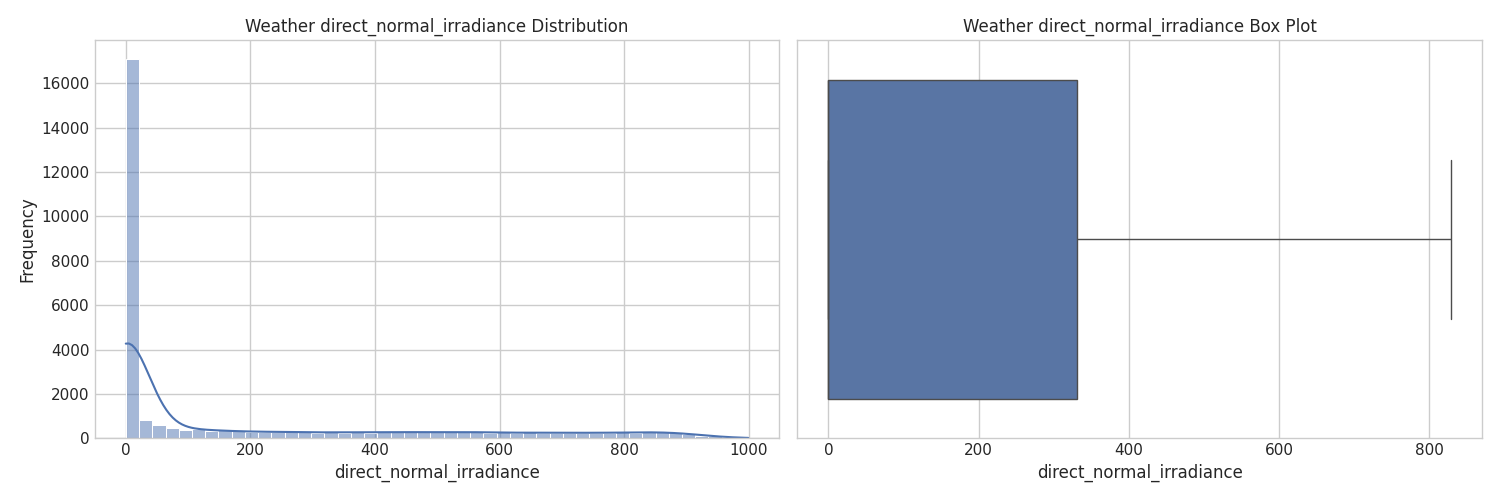 Weather direct_normal_irradiance Distribution
16000
14000
12000
10000
8000
6000
4000
2000
0
Frequency
0 200 400 600 800 1000
direct_normal_irradiance
Weather direct_normal_irradiance Box Plot
0 200 400 600 800
direct_normal_irradiance